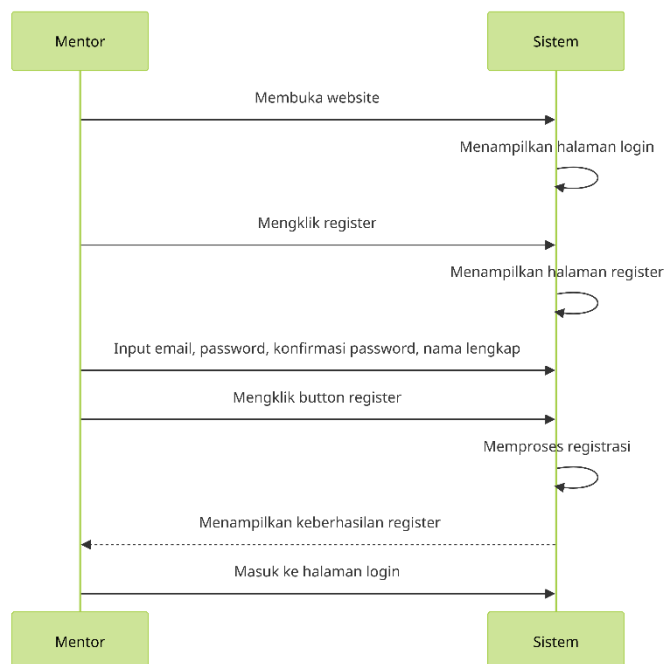 Mentor
Sistem
Membuka website
Menampilkan halaman login
Mengklik register
Menampilkan halaman register
Input email, password, konfirmasi password, nama lengkap
Mengklik button register
Memproses registrasi
Menampilkan keberhasilan register
Masuk ke halaman login
Mentor
Sistem